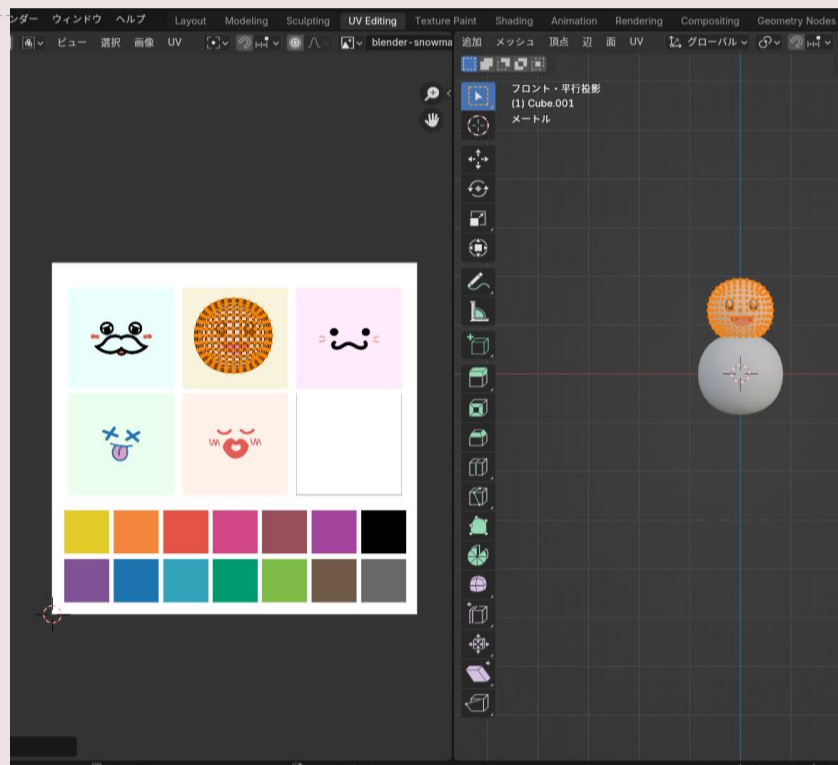 ンダー ウィンドウ ヘルプ Layout Modeling Sculpting UV Editing Texture Paint Shading Animation Rendering Compositing Geometry Nodes
ビュー 選択 画像 UV blender-snowma 追加 メッシュ 頂点 辺 面 UV グローバル
フロント・平行投影
(1) Cube.001
メートル